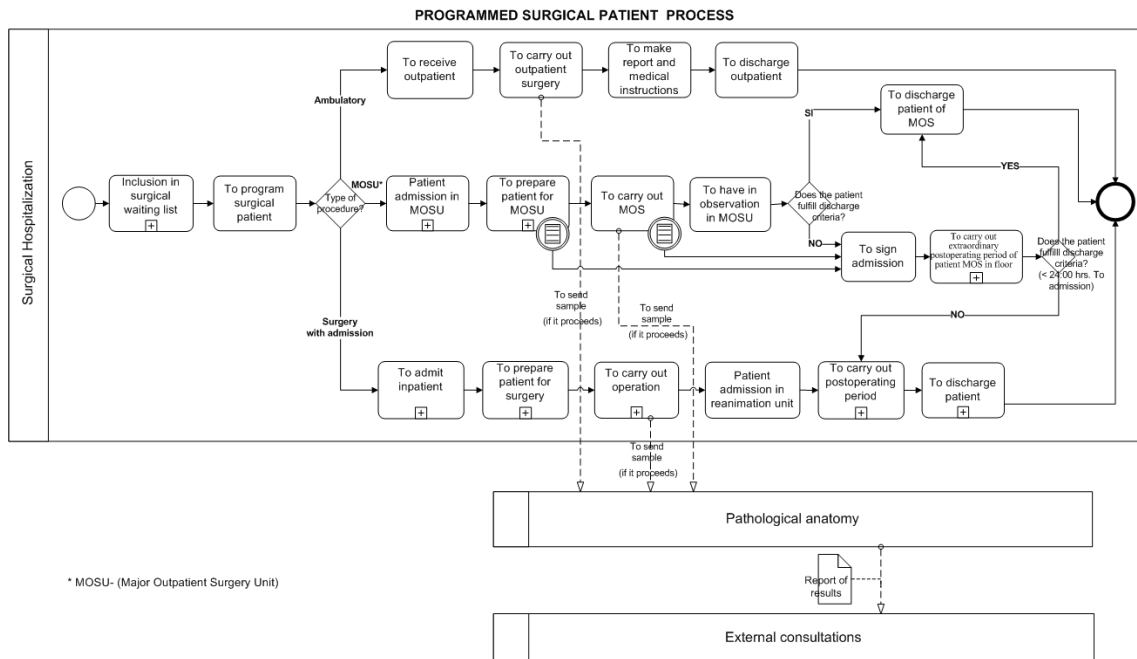 PROGRAMMED SURGICAL PATIENT PROCESS
Surgical Hospitalization
To receive
outpatient
To carry out
outpatient
surgery
To make
report and
medical
instructions
To discharge
outpatient
Ambulatory
SI
To discharge
patient of
MOS
YES
Inclusion in
surgical
waiting list
To program
surgical
patient
Type of
procedure?
MOSU*
Patient
admission in
MOSU
To prepare
patient for
MOSU
To carry out
MOS
To have in
observation
in MOSU
Does the patient
fulfill discharge
criteria?
NO
To sign
admission
To carry out
extraordinary
postoperating period of
patient MOS in floor
Does the patient
fulfilll discharge
criteria?
(< 24:00 hrs. To
admission)
NO
To send
sample
(if it proceeds)
To send
sample
(if it proceeds)
Surgery
with admission
To admit
inpatient
To prepare
patient for
surgery
To carry out
operation
Patient
admission in
reanimation unit
To carry out
postoperating
period
To discharge
patient
To send
sample
(if it proceeds)
Pathological anatomy
Report of
results
* MOSU- (Major Outpatient Surgery Unit)
External consultations